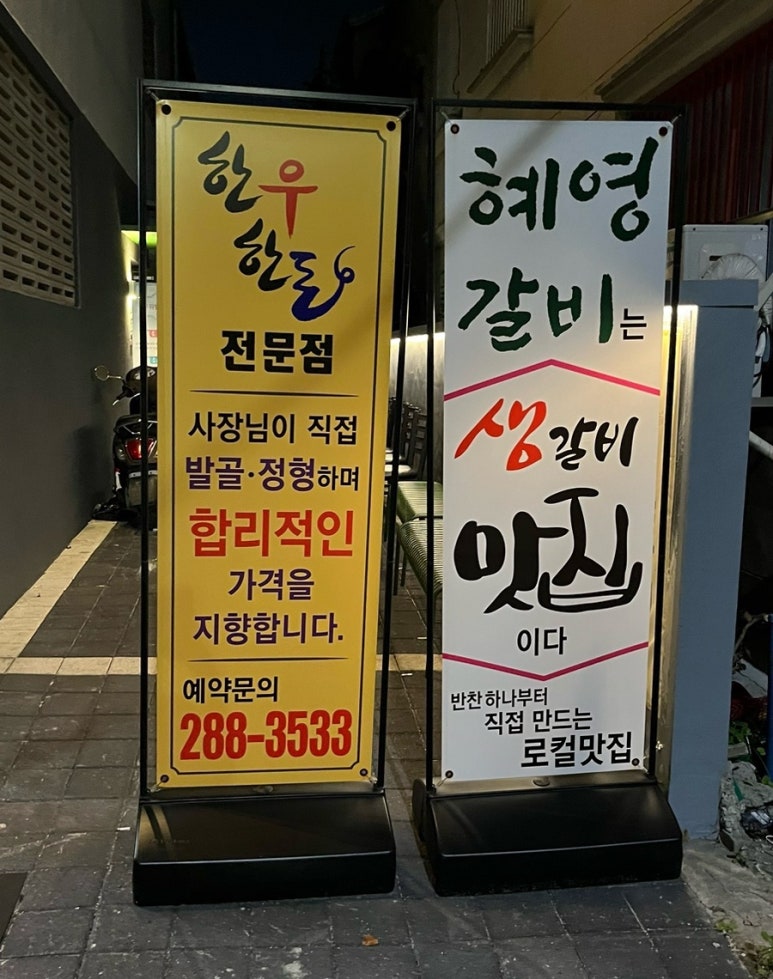 한우
한돈
전문점
사장님이 직접
발골·정형하며
합리적인
가격을
지향합니다.
예약문의
288-3533
혜영
갈비는
생갈비
맛집
이다
반찬하나부터
직접 만드는
로컬맛집